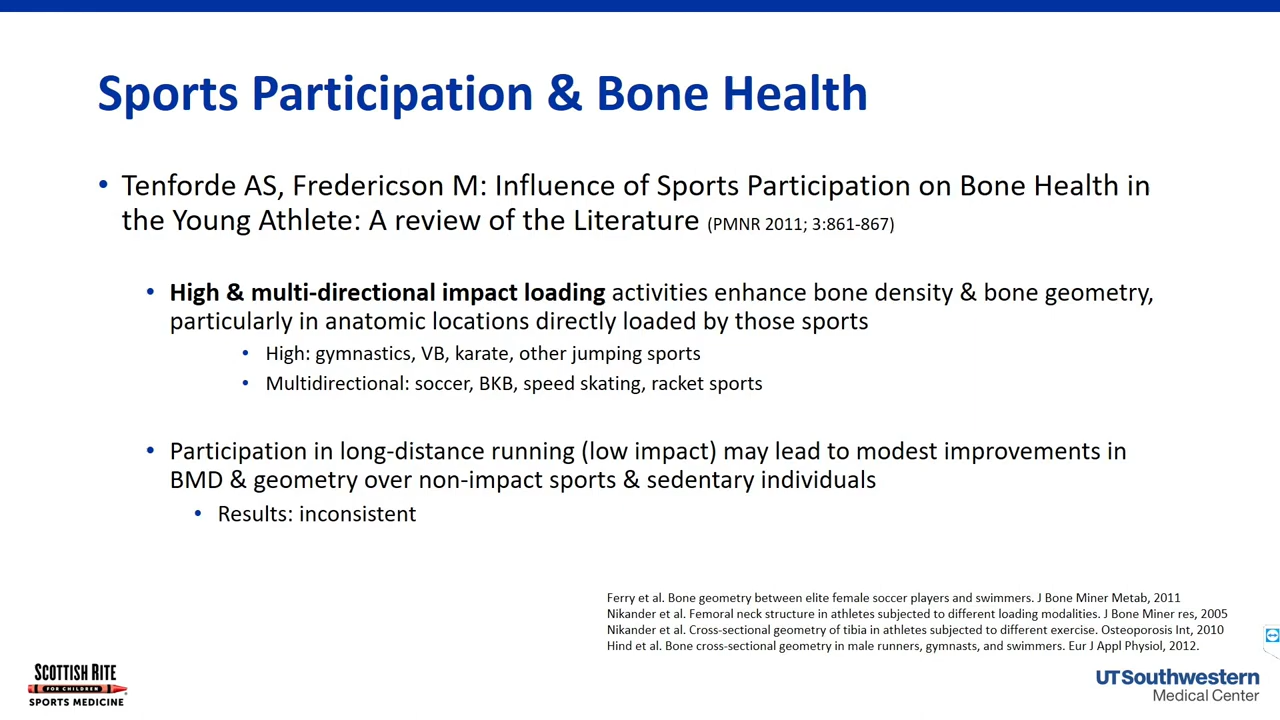 Sports Participation & Bone Health
• Tenforde AS, Fredericson M: Influence of Sports Participation on Bone Health in
the Young Athlete: A review of the Literature (PMNR 2011; 3:861-867)
• High & multi-directional impact loading activities enhance bone density & bone geometry,
particularly in anatomic locations directly loaded by those sports
• High: gymnastics, VB, karate, other jumping sports
• Multidirectional: soccer, BKB, speed skating, racket sports
• Participation in long-distance running (low impact) may lead to modest improvements in
BMD & geometry over non-impact sports & sedentary individuals
• Results: inconsistent
Ferry et al. Bone geometry between elite female soccer players and swimmers. J Bone Miner Metab, 2011
Nikander et al. Femoral neck structure in athletes subjected to different loading modalities. J Bone Miner res, 2005
Nikander et al. Cross-sectional geometry of tibia in athletes subjected to different exercise. Osteoporosis Int, 2010
Hind et al. Bone cross-sectional geometry in male runners, gymnasts, and swimmers. Eur J Appl Physiol, 2012.
SCOTTISH RITE
FOR CHILDREN
SPORTS MEDICINE
UTSouthwestern
Medical Center